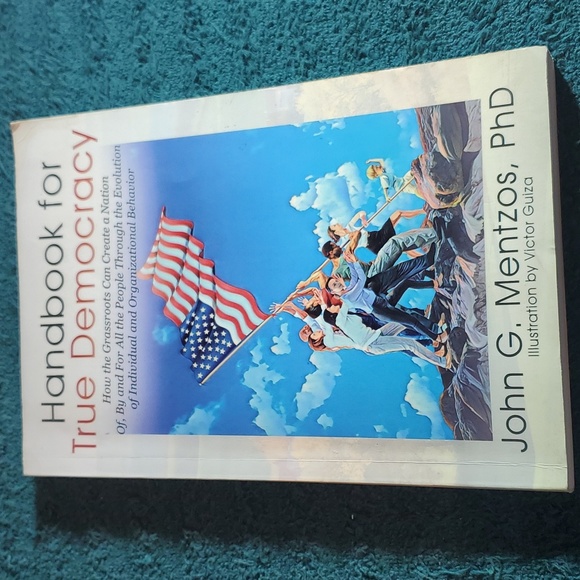 Handbook for
True Democracy
How the Grassroots Can Create a Nation
Of, By and For All the People Through the Evolution
of Individual and Organizational Behavior
John G. Mentzos, PhD
Illustration by Victor Guiza